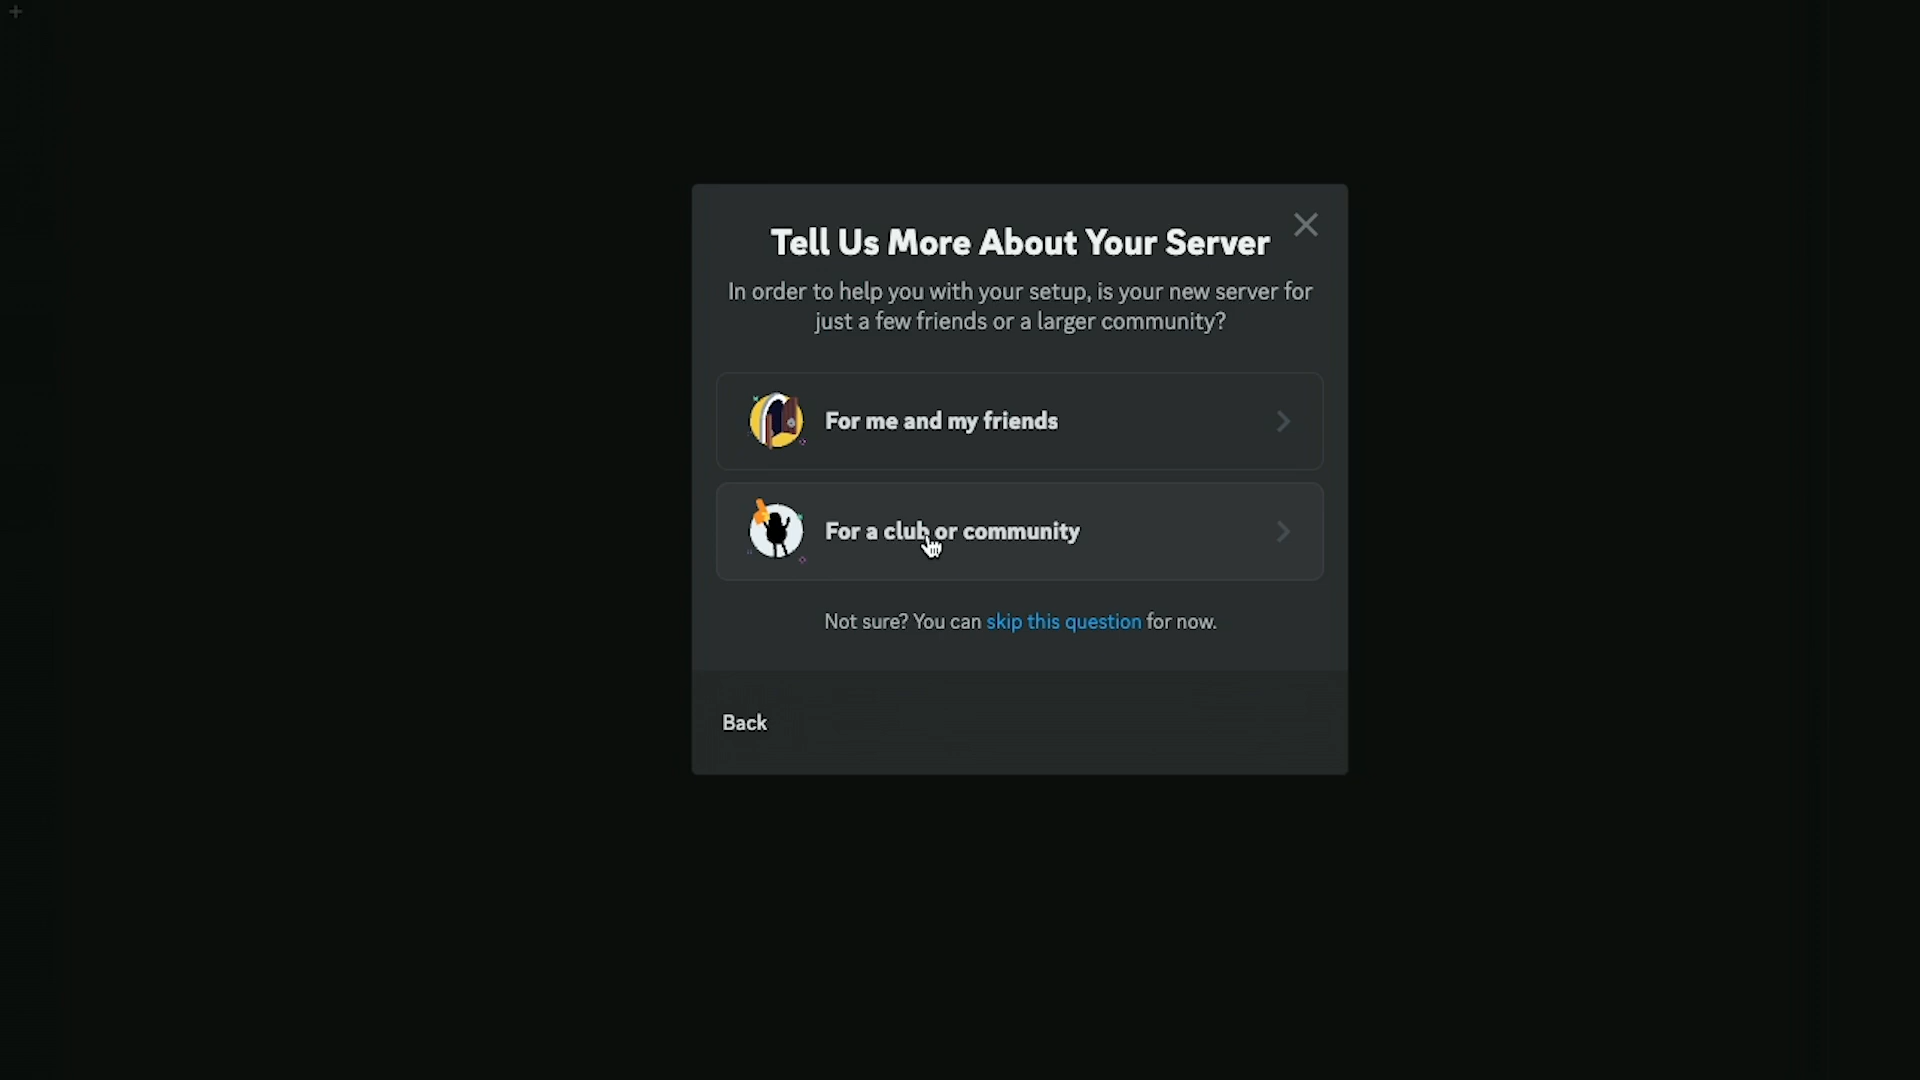 Tell Us More About Your Server
In order to help you with your setup, is your new server for
just a few friends or a larger community?
For me and my friends
For a club or community
Not sure? You can skip this question for now.
Back